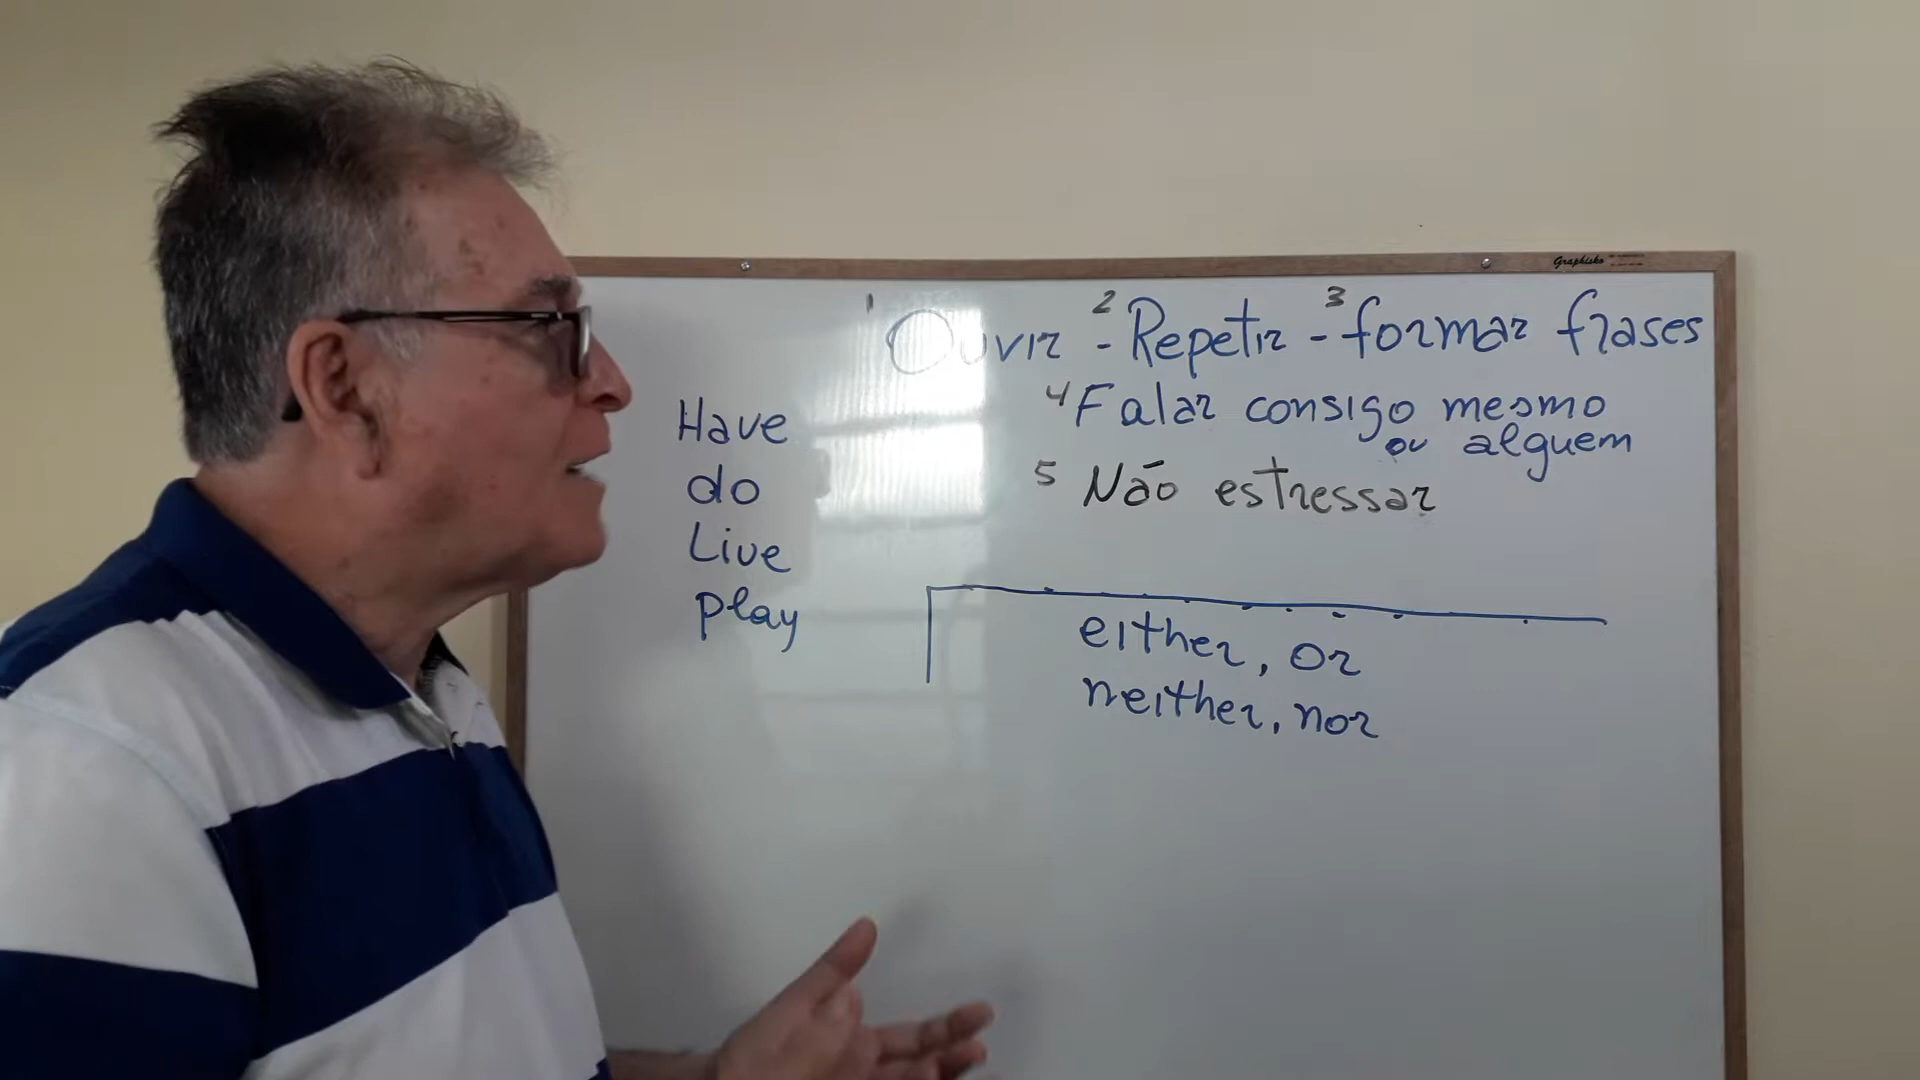 Graphisko
1 2 3
Ouvir - Repetir - formar frases
4 Falar consigo mesmo
ou alguem
5 Não estressar
Have
do
Live
play
either, or
neither, nor